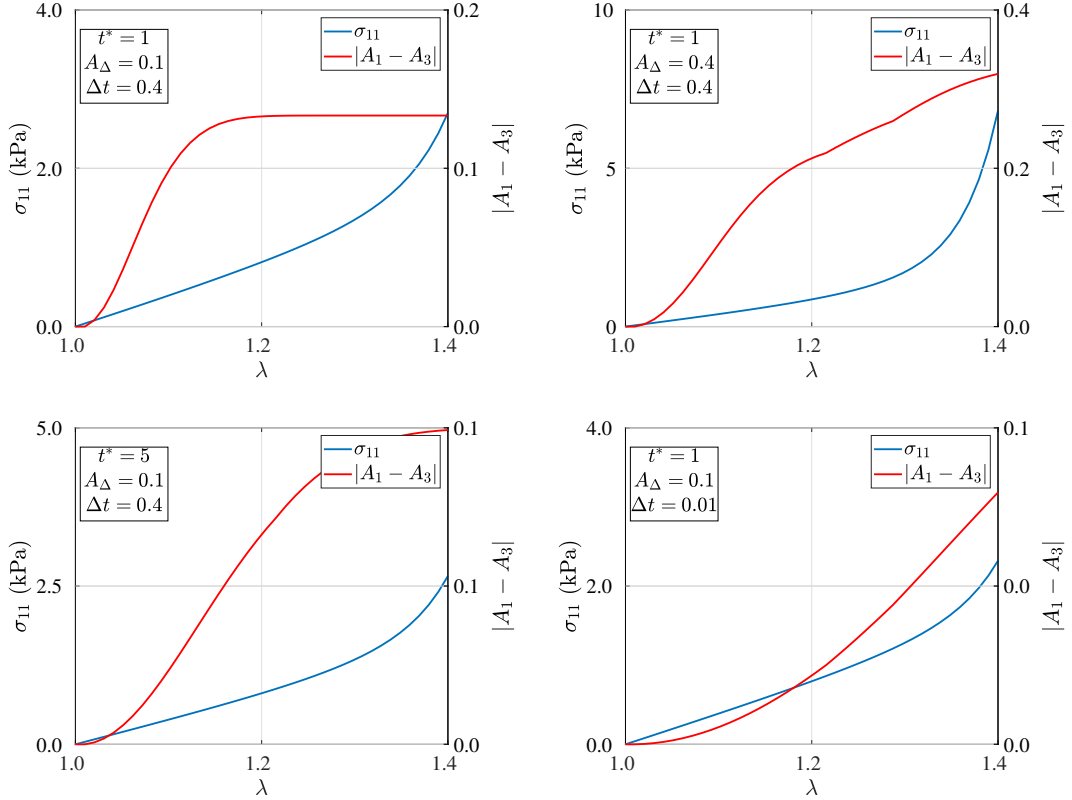 4.0
2.0
0.0
σ₁₁ (kPa)
t* = 1
A_Δ = 0.1
Δt = 0.4
σ₁₁
|A₁ − A₃|
0.2
0.1
0.0
|A₁ − A₃|
1.0
1.2
1.4
λ
10
5
0
σ₁₁ (kPa)
t* = 1
A_Δ = 0.4
Δt = 0.4
σ₁₁
|A₁ − A₃|
0.4
0.2
0.0
|A₁ − A₃|
1.0
1.2
1.4
λ
5.0
2.5
0.0
σ₁₁ (kPa)
t* = 5
A_Δ = 0.1
Δt = 0.4
σ₁₁
|A₁ − A₃|
0.1
0.1
0.0
|A₁ − A₃|
1.0
1.2
1.4
λ
4.0
2.0
0.0
σ₁₁ (kPa)
t* = 1
A_Δ = 0.1
Δt = 0.01
σ₁₁
|A₁ − A₃|
0.1
0.0
0.0
|A₁ − A₃|
1.0
1.2
1.4
λ